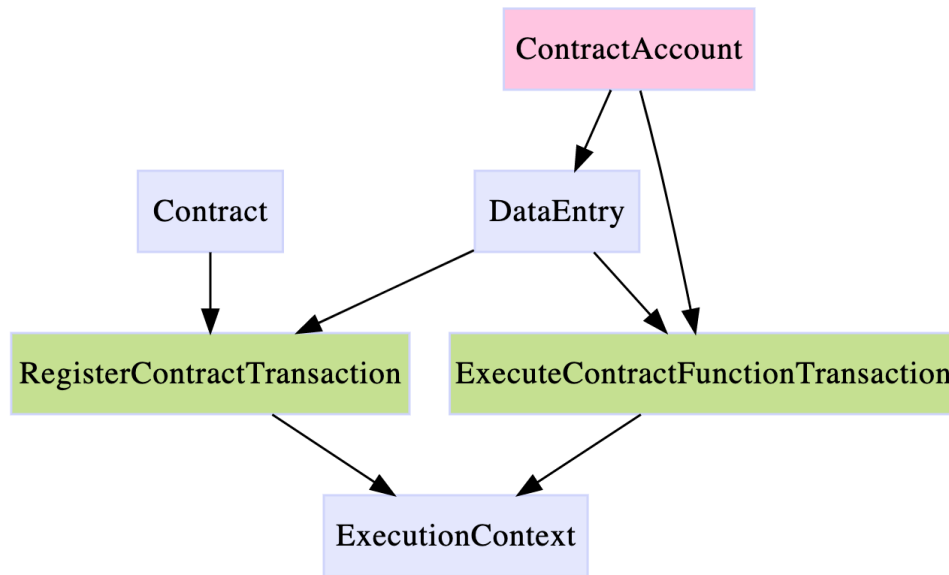 ContractAccount
Contract
DataEntry
RegisterContractTransaction
ExecuteContractFunctionTransaction
ExecutionContext